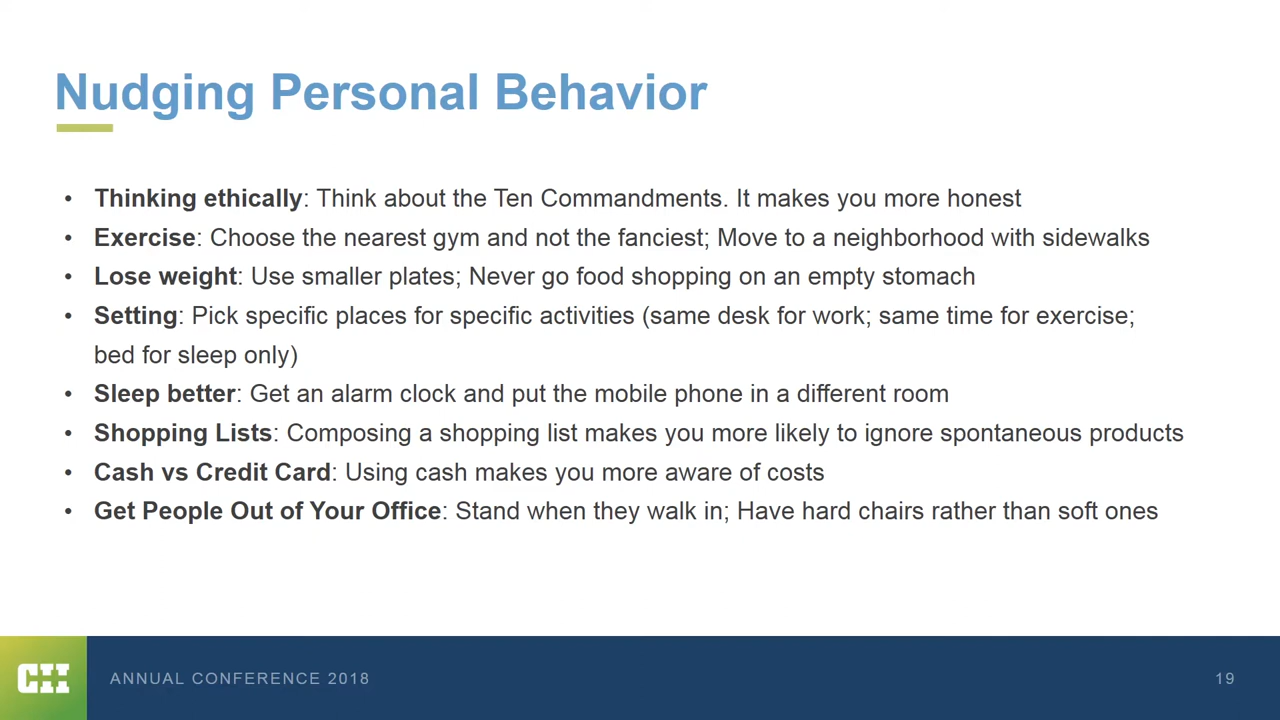 Nudging Personal Behavior
• Thinking ethically: Think about the Ten Commandments. It makes you more honest
• Exercise: Choose the nearest gym and not the fanciest; Move to a neighborhood with sidewalks
• Lose weight: Use smaller plates; Never go food shopping on an empty stomach
• Setting: Pick specific places for specific activities (same desk for work; same time for exercise;
bed for sleep only)
• Sleep better: Get an alarm clock and put the mobile phone in a different room
• Shopping Lists: Composing a shopping list makes you more likely to ignore spontaneous products
• Cash vs Credit Card: Using cash makes you more aware of costs
• Get People Out of Your Office: Stand when they walk in; Have hard chairs rather than soft ones
CII
ANNUAL CONFERENCE 2018
19